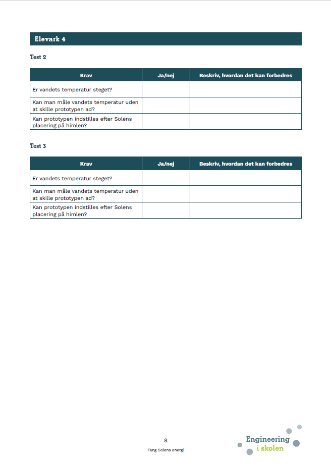 Elevark 4
Test 2
Krav Ja/nej Beskriv, hvordan det kan forbedres
Er vandets temperatur steget?
Kan man måle vandets temperatur uden
at skille prototypen ad?
Kan prototypen indstilles efter Solens
placering på himlen?
Test 3
Krav Ja/nej Beskriv, hvordan det kan forbedres
Er vandets temperatur steget?
Kan man måle vandets temperatur uden
at skille prototypen ad?
Kan prototypen indstilles efter Solens
placering på himlen?
8
Fang Solens energi
Engineering
i skolen